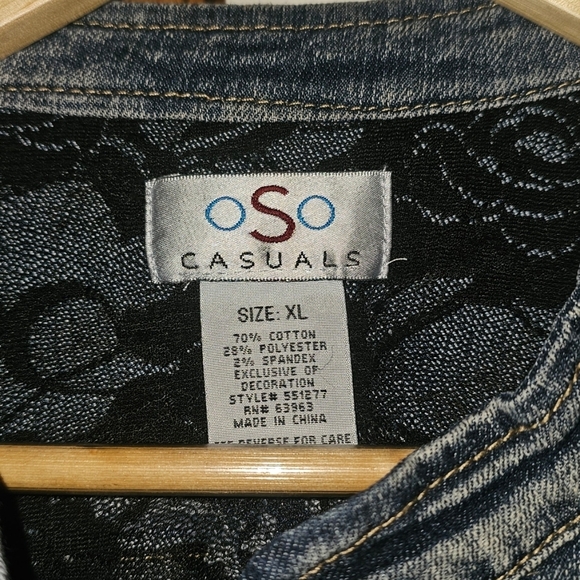 oSo
CASUALS
SIZE: XL
70% COTTON
28% POLYESTER
2% SPANDEX
EXCLUSIVE OF
DECORATION
STYLE# 551277
RN# 63963
MADE IN CHINA
SEE REVERSE FOR CARE